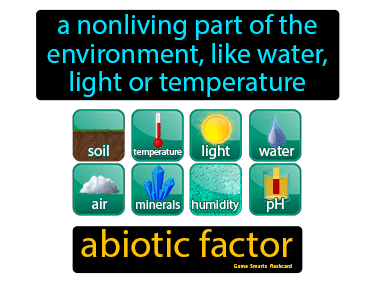 a nonliving part of the
environment, like water,
light or temperature
soil
temperature
light
water
air
minerals
humidity
pH
abiotic factor
Game Smartz flashcard